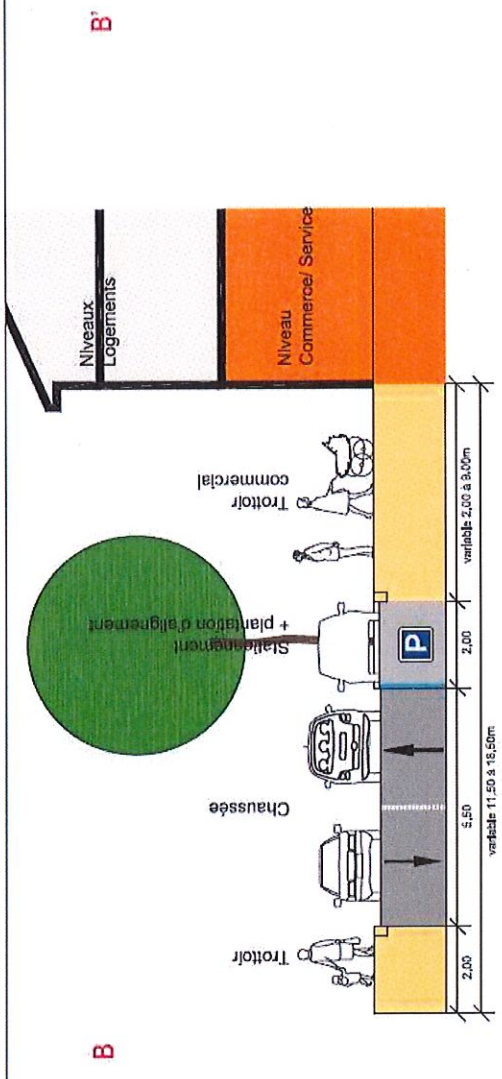 B
B'
Niveaux
Logements
Niveau
Commerce/ Service
Trottoir
Chaussée
Stationnement
+ plantation d'alignement
Trottoir
commercial
P
2,00
5,50
2,00
variable 2,00 à 9,00m
variable 11,50 à 18,50m